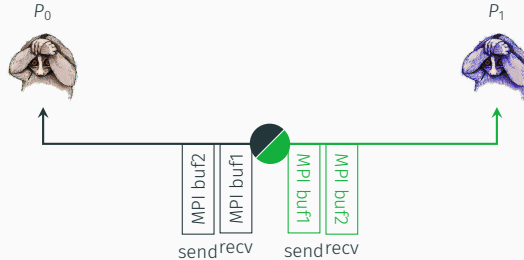 P0
P1
MPI buf2
MPI buf1
MPI buf1
MPI buf2
send recv
send recv